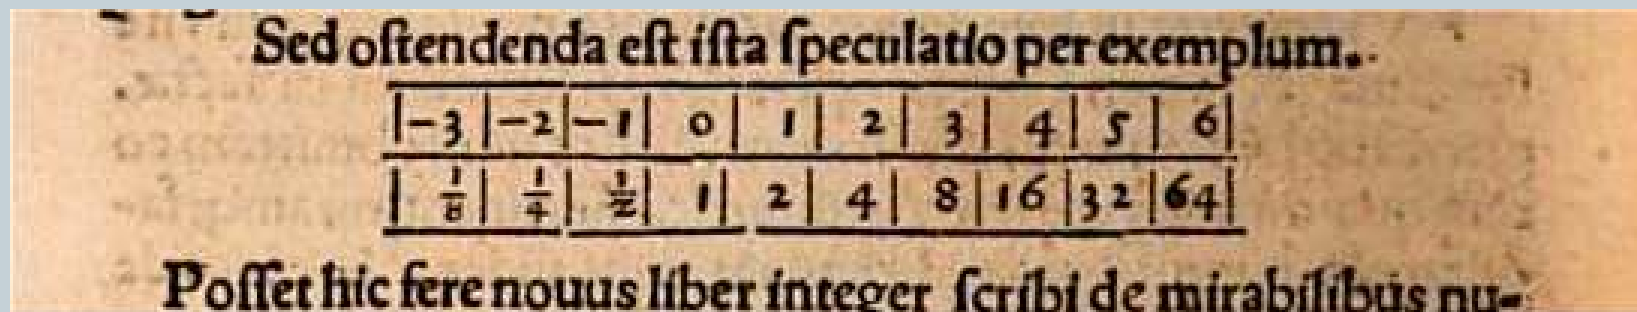 Sed oſtendenda eſt iſta ſpeculatio per exemplum.
|-3|-2|-1| 0| 1| 2| 3| 4| 5| 6|
| 1/8| 1/4| 1/2| 1| 2| 4| 8|16|32|64|
Poſſet hic fere nouus liber integer ſcribi de mirabilibus nu-